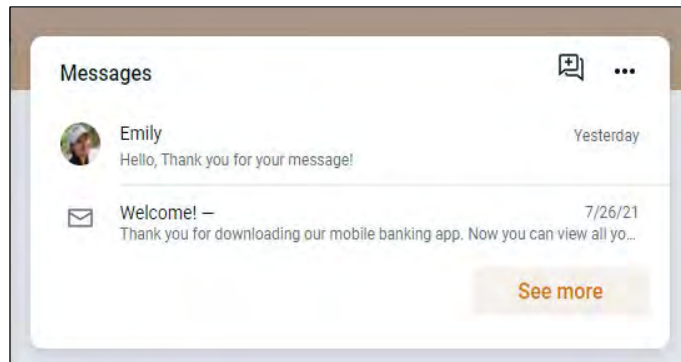 Messages
Emily
Yesterday
Hello, Thank you for your message!
Welcome! —
7/26/21
Thank you for downloading our mobile banking app. Now you can view all yo...
See more